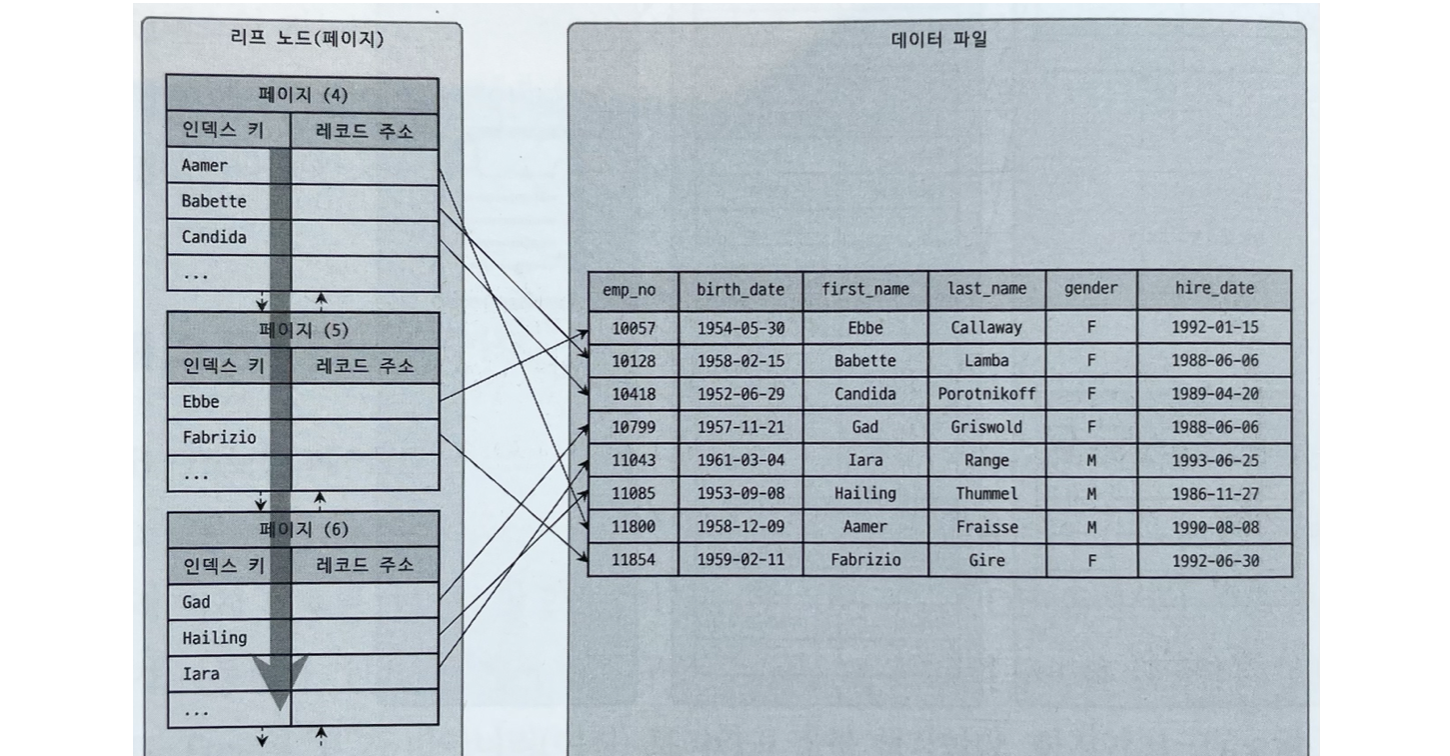 리프 노드(페이지)
페이지 (4)
인덱스 키 레코드 주소
Aamer
Babette
Candida
...
페이지 (5)
인덱스 키 레코드 주소
Ebbe
Fabrizio
...
페이지 (6)
인덱스 키 레코드 주소
Gad
Hailing
Iara
...
데이터 파일
emp_no birth_date first_name last_name gender hire_date
10057 1954-05-30 Ebbe Callaway F 1992-01-15
10128 1958-02-15 Babette Lamba F 1988-06-06
10418 1952-06-29 Candida Porotnikoff F 1989-04-20
10799 1957-11-21 Gad Griswold F 1988-06-06
11043 1961-03-04 Iara Range M 1993-06-25
11085 1953-09-08 Hailing Thummel M 1986-11-27
11800 1958-12-09 Aamer Fraisse M 1990-08-08
11854 1959-02-11 Fabrizio Gire F 1992-06-30